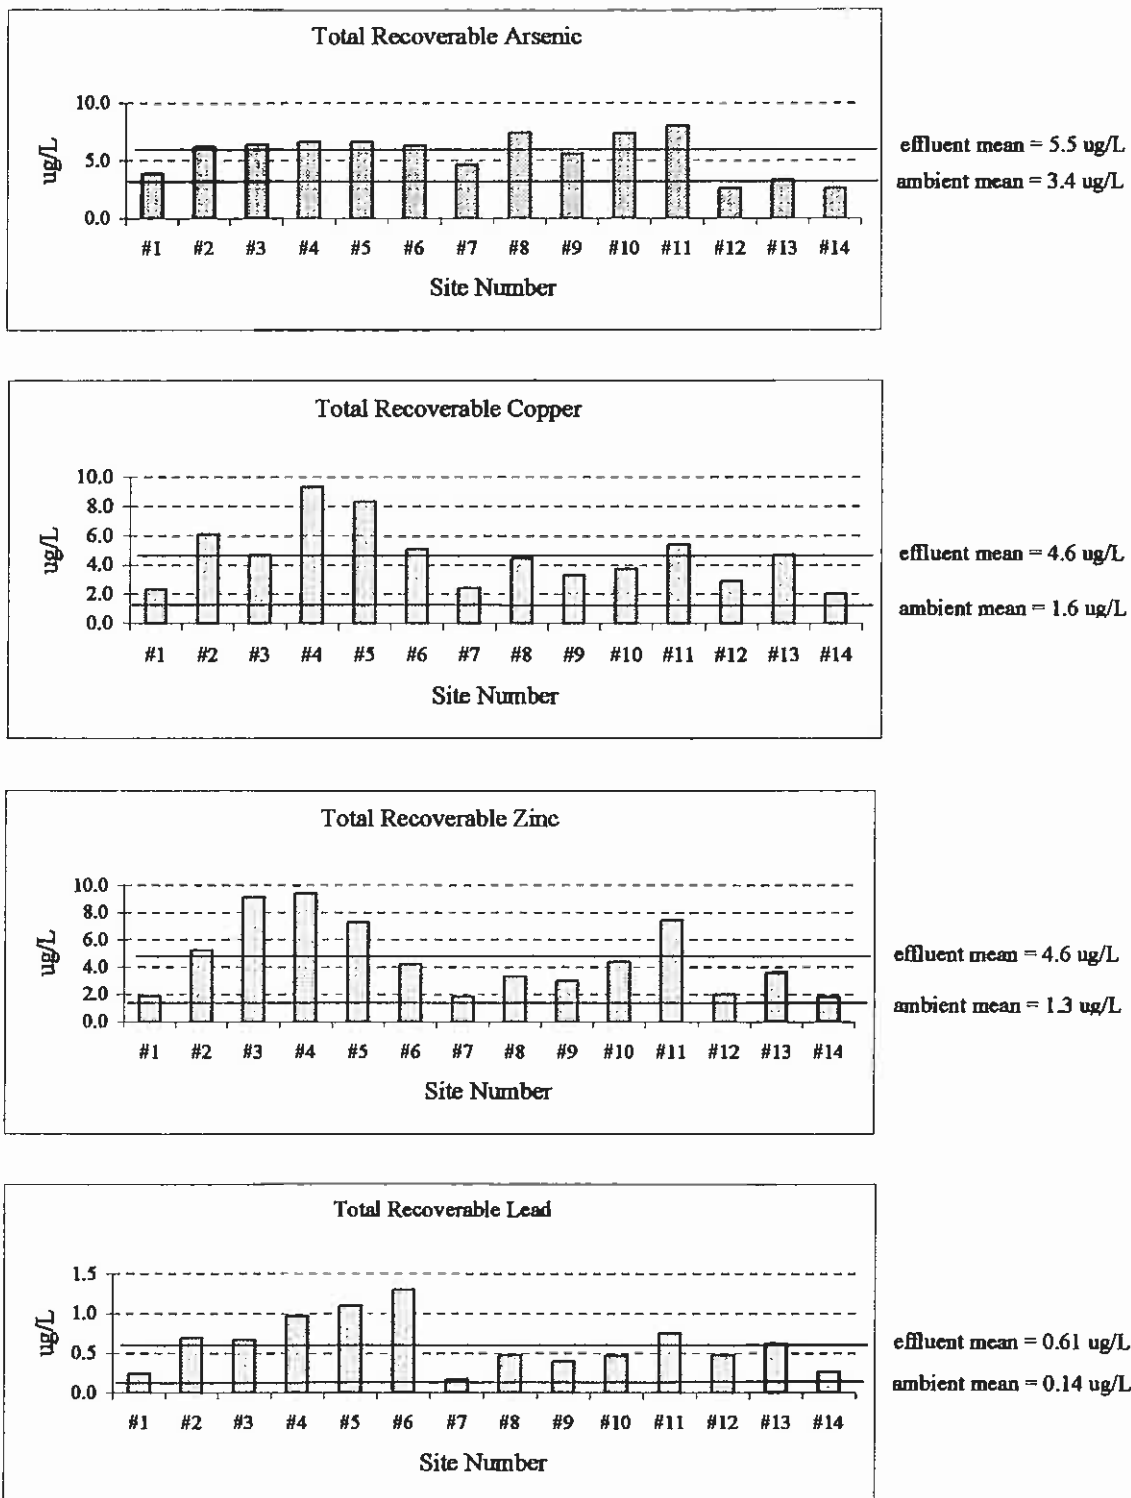 Total Recoverable Arsenic
10.0
5.0
0.0
ug/L
#1 #2 #3 #4 #5 #6 #7 #8 #9 #10 #11 #12 #13 #14
Site Number
effluent mean = 5.5 ug/L
ambient mean = 3.4 ug/L
Total Recoverable Copper
10.0
8.0
6.0
4.0
2.0
0.0
ug/L
#1 #2 #3 #4 #5 #6 #7 #8 #9 #10 #11 #12 #13 #14
Site Number
effluent mean = 4.6 ug/L
ambient mean = 1.6 ug/L
Total Recoverable Zinc
10.0
8.0
6.0
4.0
2.0
0.0
ug/L
#1 #2 #3 #4 #5 #6 #7 #8 #9 #10 #11 #12 #13 #14
Site Number
effluent mean = 4.6 ug/L
ambient mean = 1.3 ug/L
Total Recoverable Lead
1.5
1.0
0.5
0.0
ug/L
#1 #2 #3 #4 #5 #6 #7 #8 #9 #10 #11 #12 #13 #14
Site Number
effluent mean = 0.61 ug/L
ambient mean = 0.14 ug/L